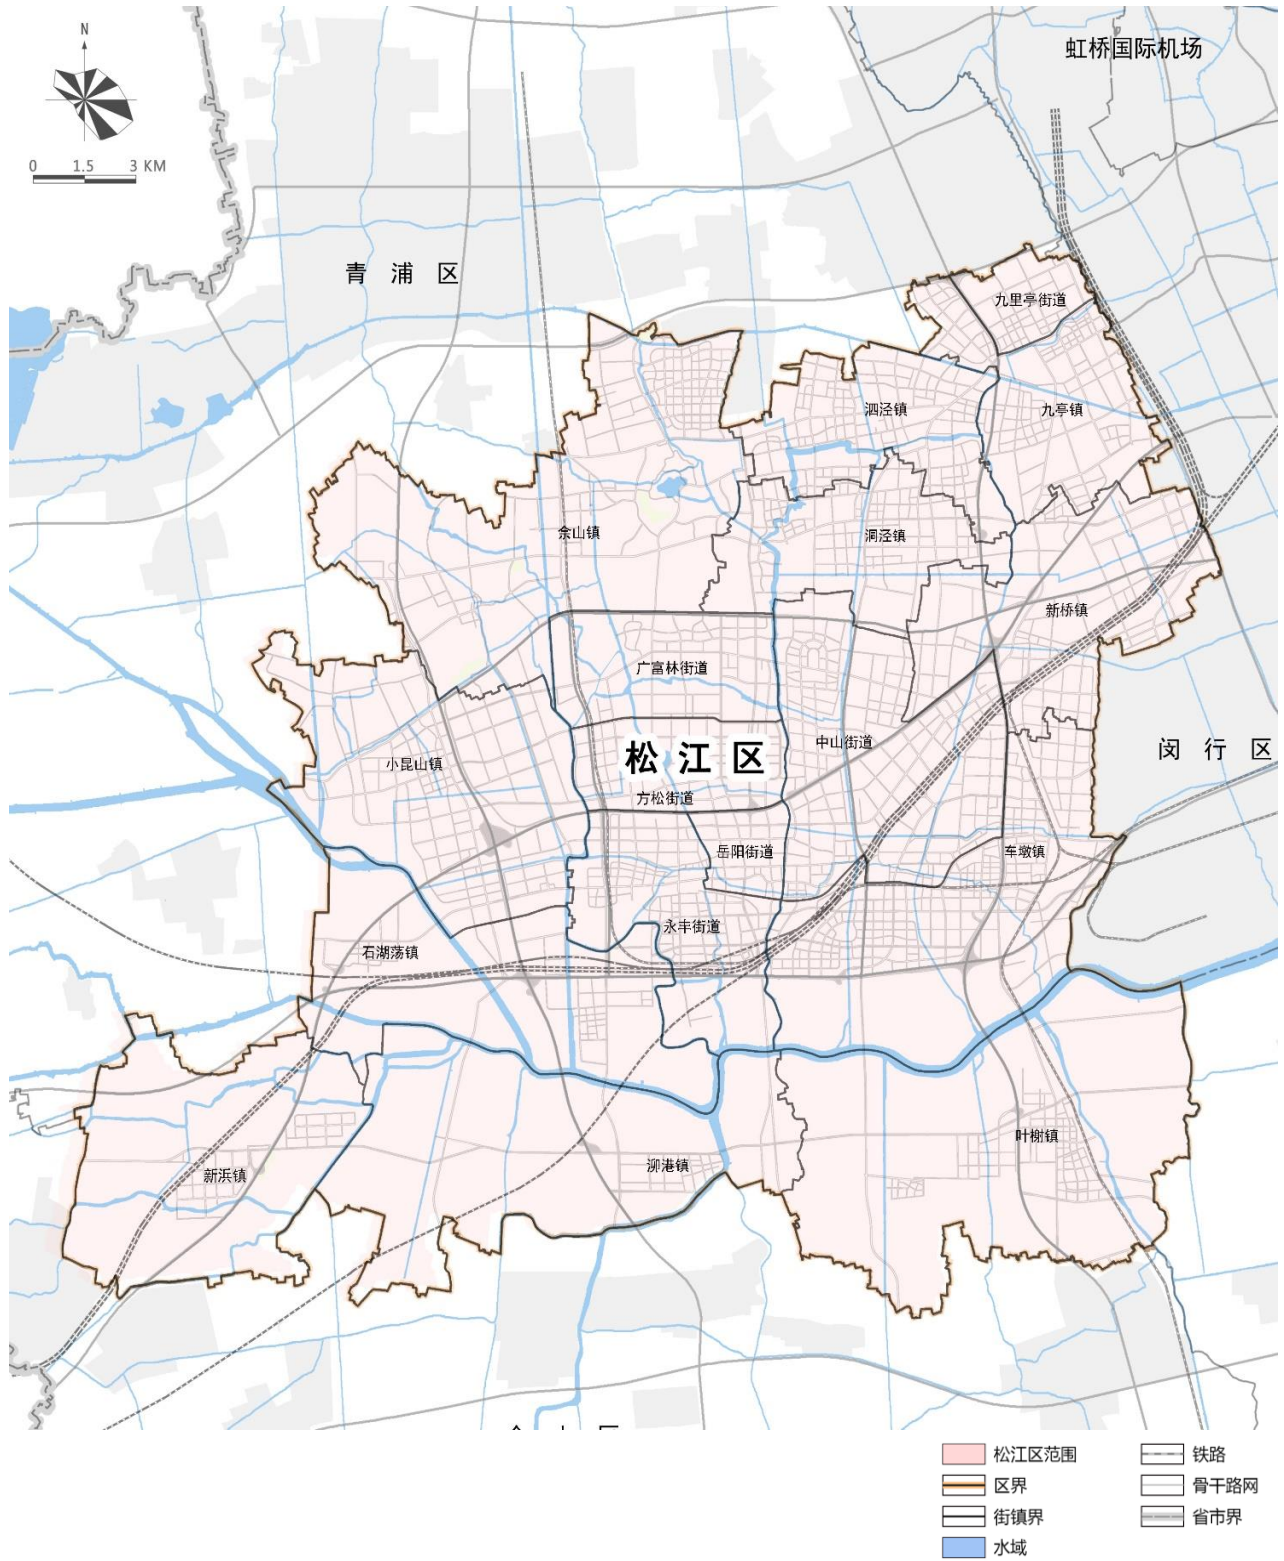 N
0 1.5 3 KM
虹桥国际机场
青 浦 区
九里亭街道
泗泾镇
九亭镇
佘山镇
洞泾镇
新桥镇
广富林街道
松 江 区
中山街道
闵 行 区
小昆山镇
方松街道
岳阳街道
车墩镇
永丰街道
石湖荡镇
叶榭镇
泖港镇
新浜镇
松江区范围
铁路
区界
骨干路网
街镇界
省市界
水域